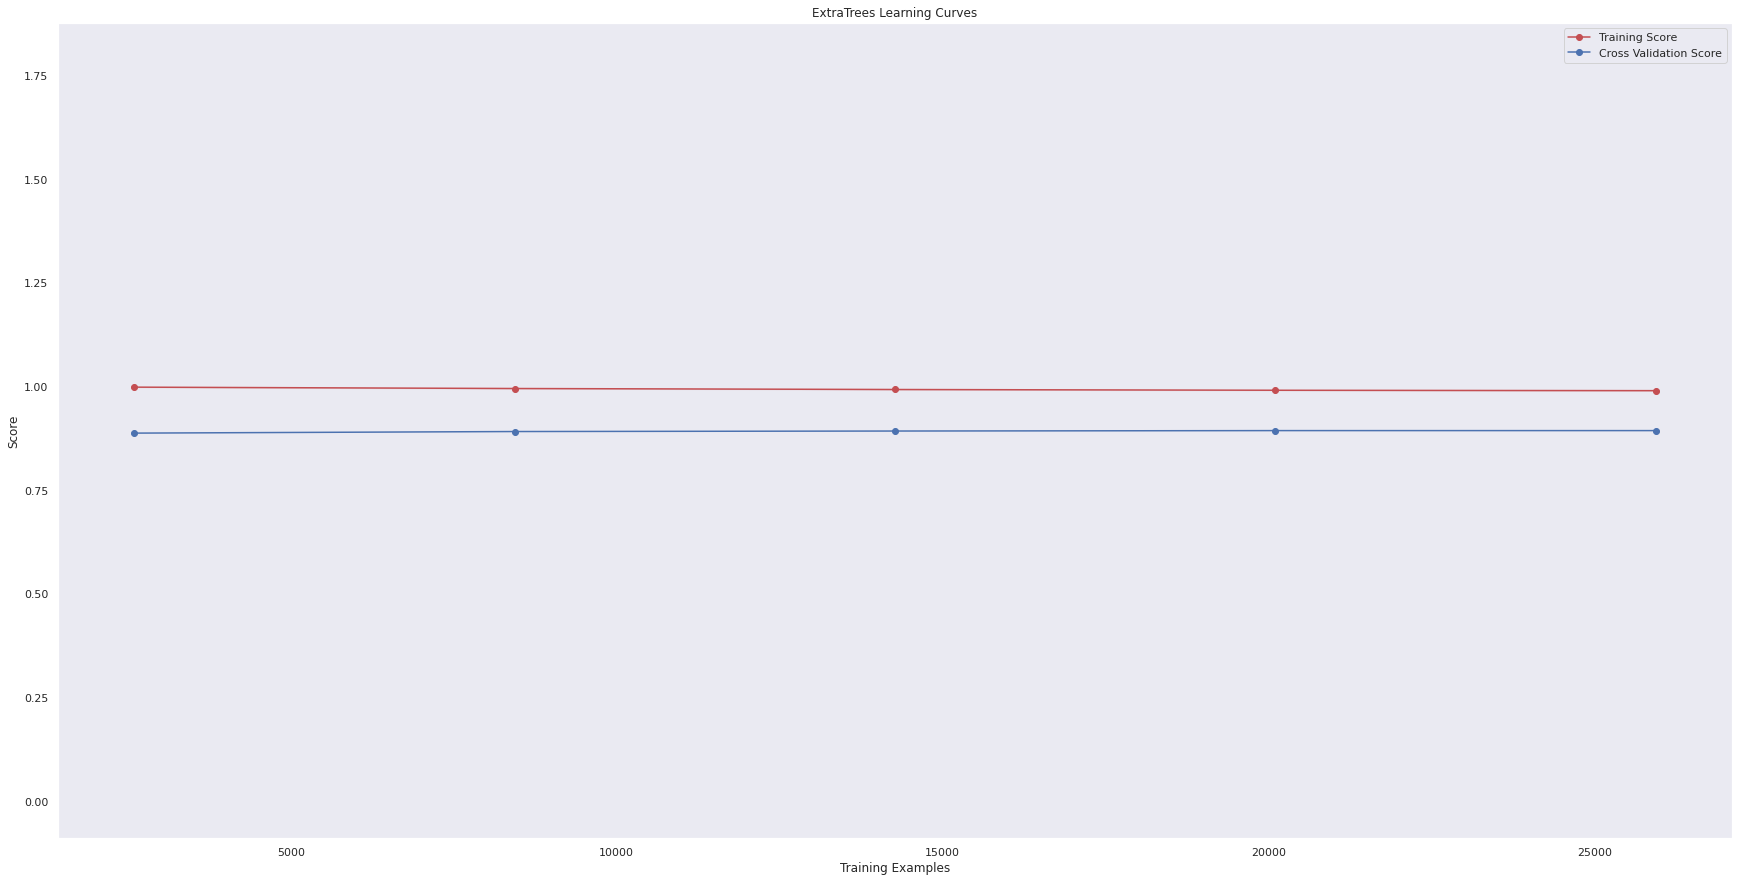 ExtraTrees Learning Curves
Training Score
Cross Validation Score
1.75
1.50
1.25
1.00
0.75
0.50
0.25
0.00
Score
5000 10000 15000 20000 25000
Training Examples